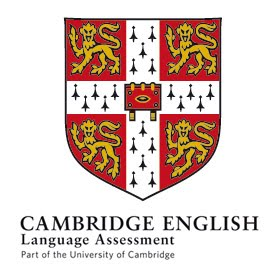 CAMBRIDGE ENGLISH
Language Assessment
Part of the University of Cambridge